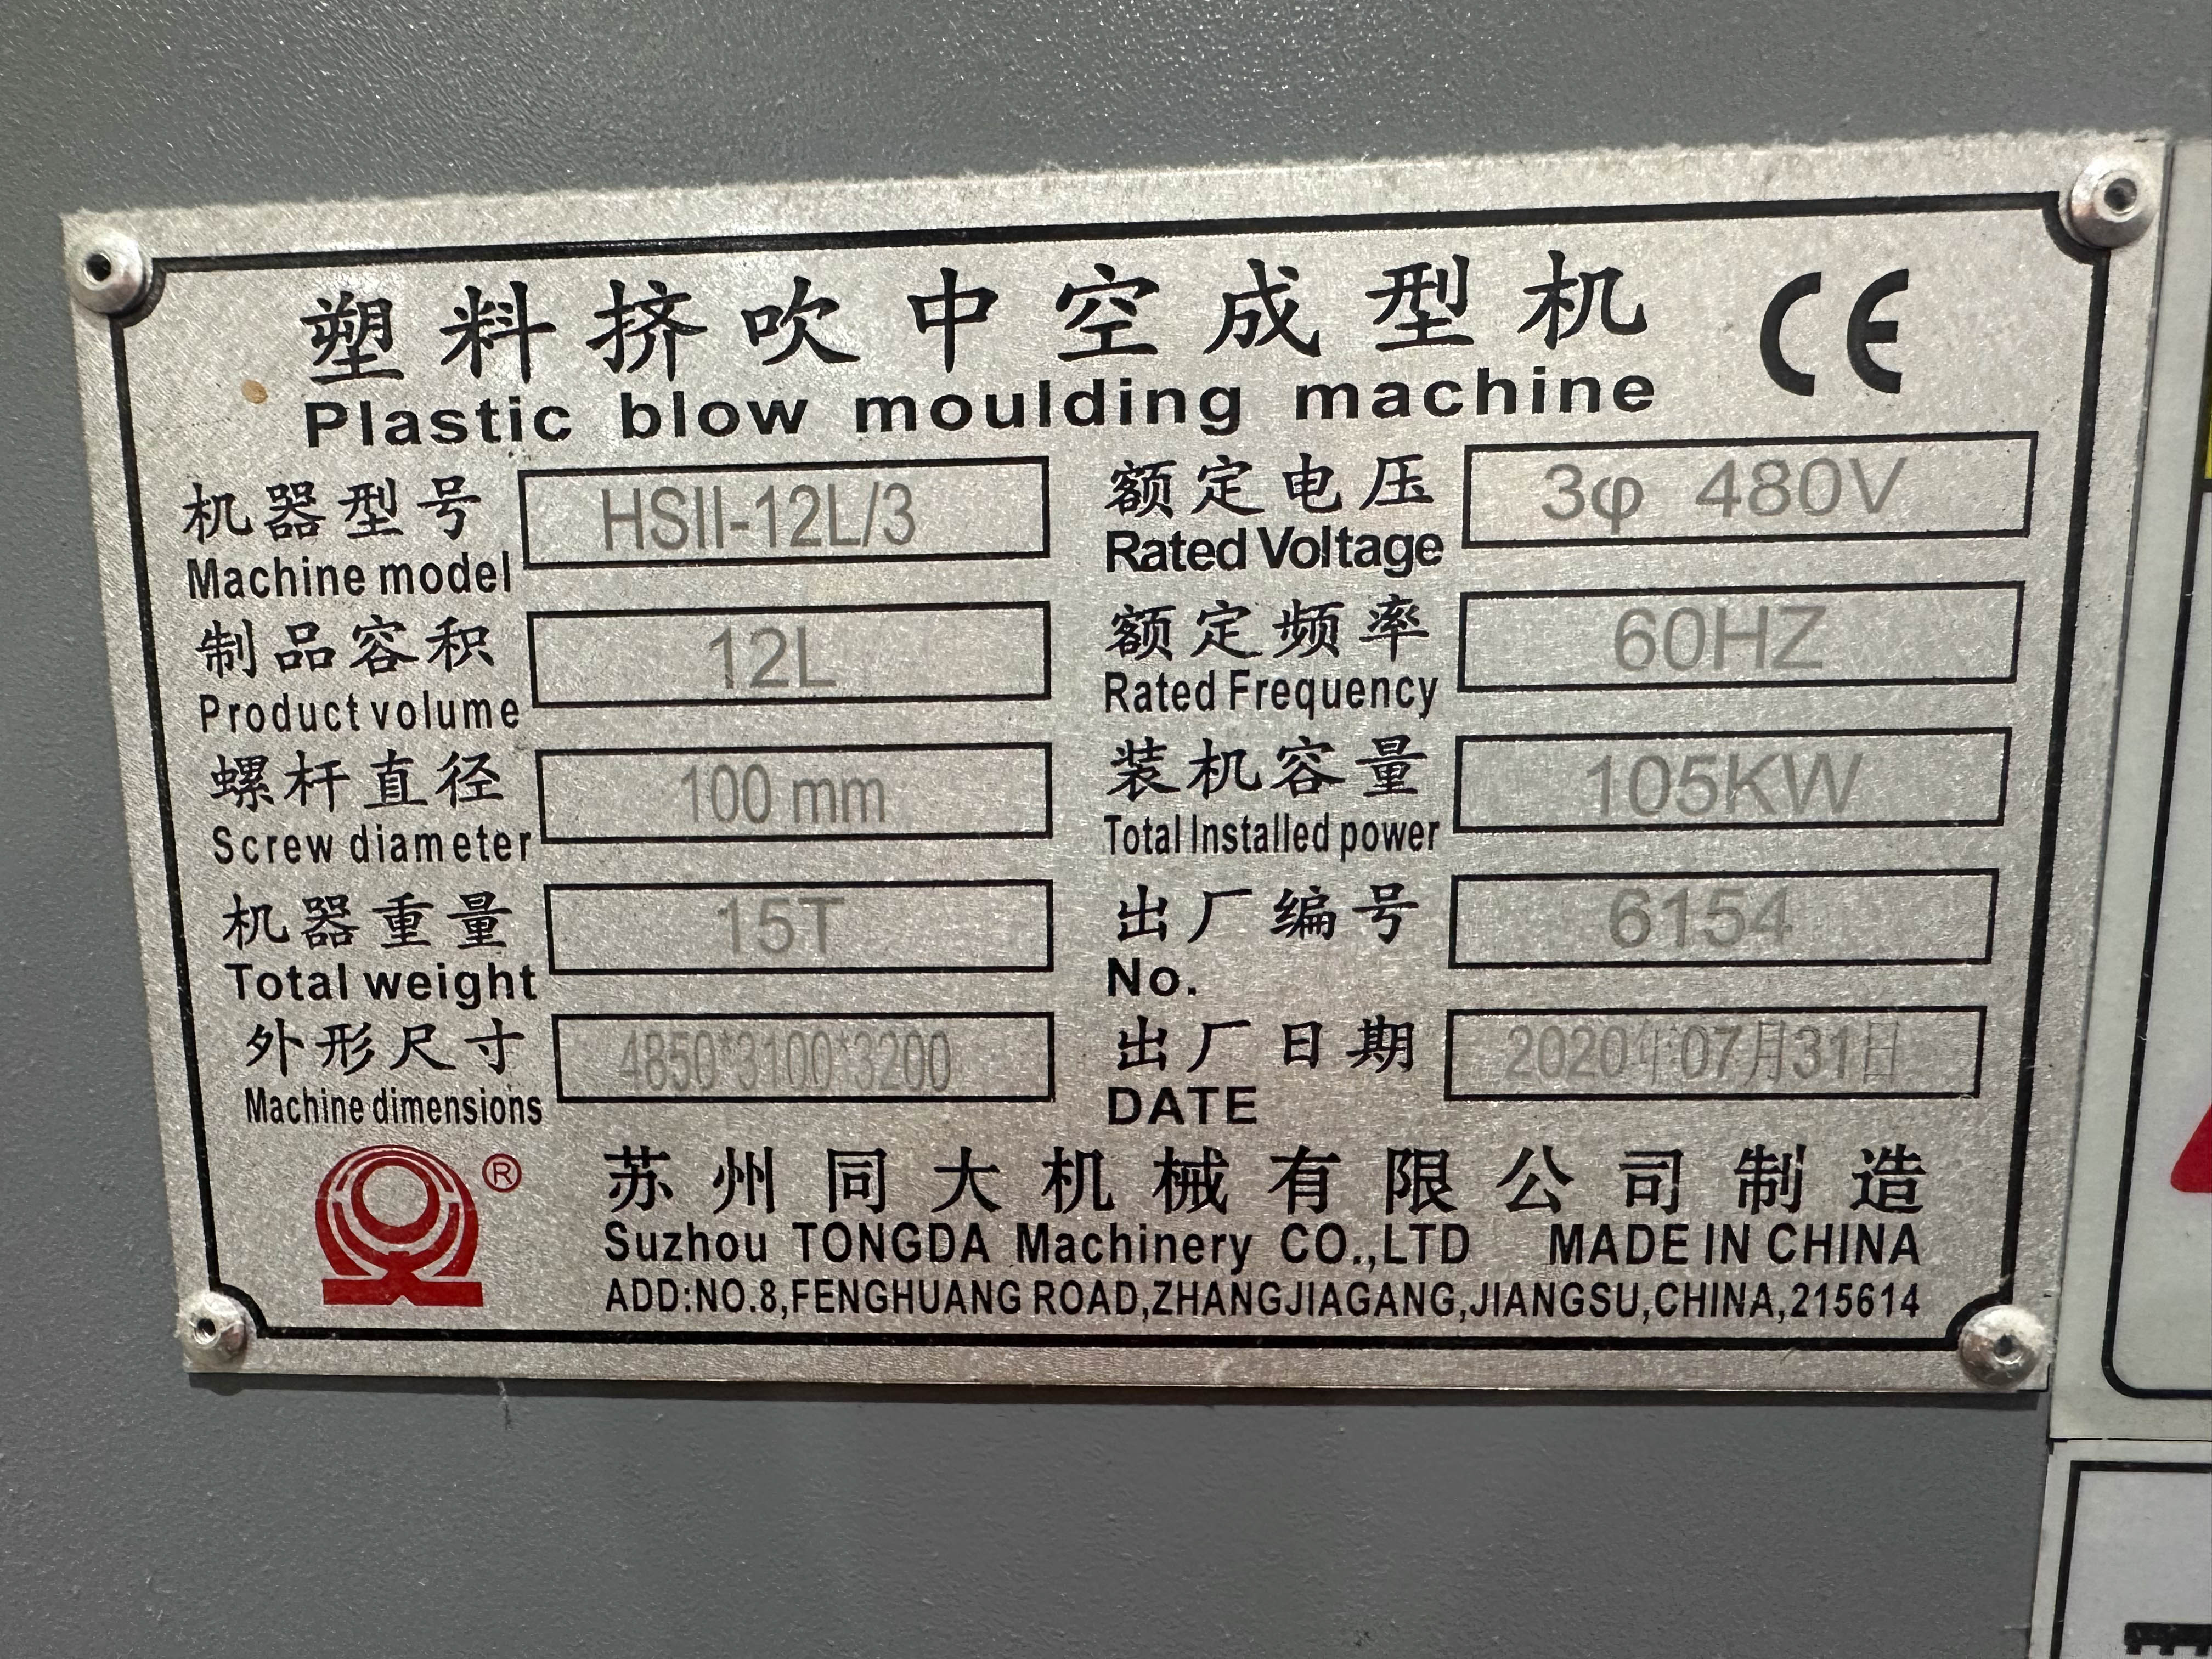 塑料挤吹中空成型机 CE
Plastic blow moulding machine
机器型号 HSII-12L/3
Machine model
额定电压 3φ 480V
Rated Voltage
制品容积 12L
Product volume
额定频率 60HZ
Rated Frequency
螺杆直径 100 mm
Screw diameter
装机容量 105KW
Total Installed power
机器重量 15T
Total weight
出厂编号 6154
No.
外形尺寸 4850*3100*3200
Machine dimensions
出厂日期 2020年07月31日
DATE
®
苏州同大机械有限公司制造
Suzhou TONGDA Machinery CO.,LTD MADE IN CHINA
ADD:NO.8,FENGHUANG ROAD,ZHANGJIAGANG,JIANGSU,CHINA,215614